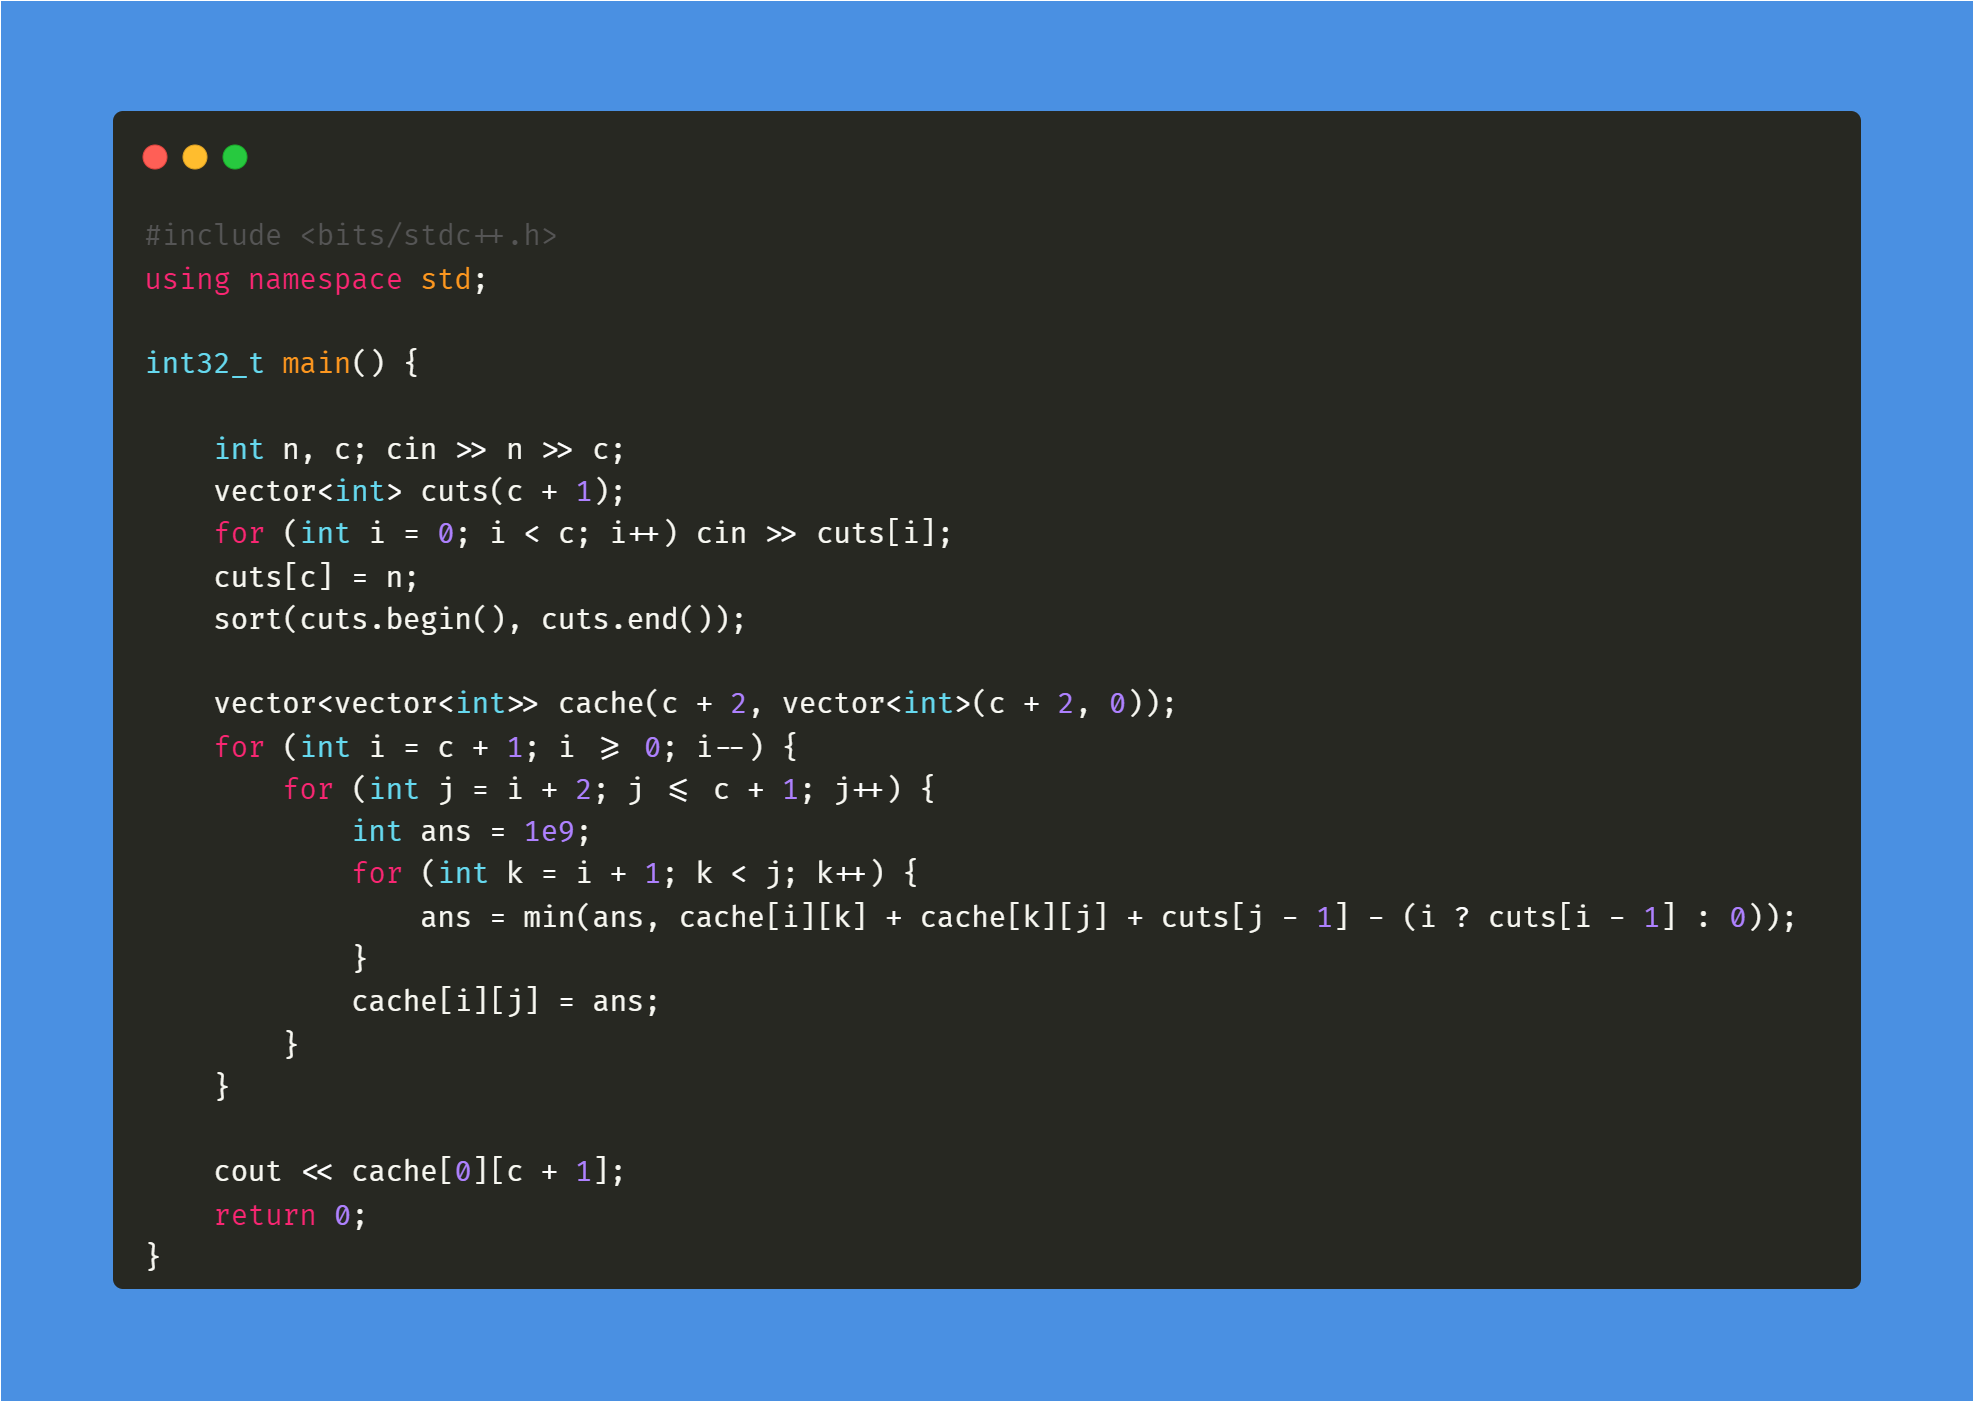 #include <bits/stdc++.h>
using namespace std;
int32_t main() {
int n, c; cin >> n >> c;
vector<int> cuts(c + 1);
for (int i = 0; i < c; i++) cin >> cuts[i];
cuts[c] = n;
sort(cuts.begin(), cuts.end());
vector<vector<int>> cache(c + 2, vector<int>(c + 2, 0));
for (int i = c + 1; i >= 0; i--) {
for (int j = i + 2; j <= c + 1; j++) {
int ans = 1e9;
for (int k = i + 1; k < j; k++) {
ans = min(ans, cache[i][k] + cache[k][j] + cuts[j - 1] - (i ? cuts[i - 1] : 0));
}
cache[i][j] = ans;
}
}
cout << cache[0][c + 1];
return 0;
}